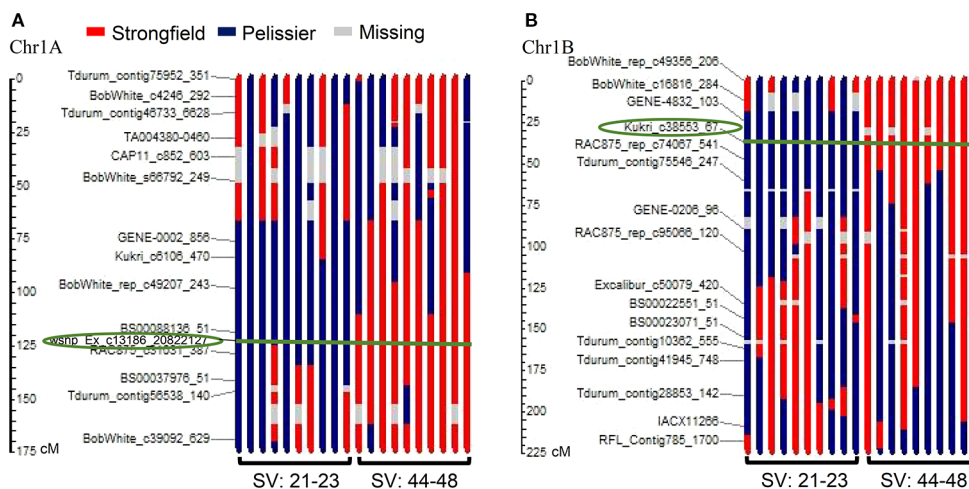 A
Strongfield
Pelissier
Missing
Chr1A
0
25
50
75
100
125
150
175 cM
Tdurum_contig75952_351
BobWhite_c4246_292
Tdurum_contig46733_6628
TA004380-0460
CAP11_c852_603
BobWhite_s66792_249
GENE-0002_856
Kukri_c6106_470
BobWhite_rep_c49207_243
BS00088136_51
wsnp_Ex_c13186_20822127
RAC875_c31031_387
BS00037976_51
Tdurum_contig56538_140
BobWhite_c39092_629
SV: 21-23
SV: 44-48
B
Chr1B
0
25
50
75
100
125
150
175
200
225 cM
BobWhite_rep_c49356_206
BobWhite_c16816_284
GENE-4832_103
Kukri_c38553_67
RAC875_rep_c74067_541
Tdurum_contig75546_247
GENE-0206_96
RAC875_rep_c95066_120
Excalibur_c50079_420
BS00022551_51
BS00023071_51
Tdurum_contig10362_555
Tdurum_contig41945_748
Tdurum_contig28853_142
IACX11266
RFL_Contig785_1700
SV: 21-23
SV: 44-48